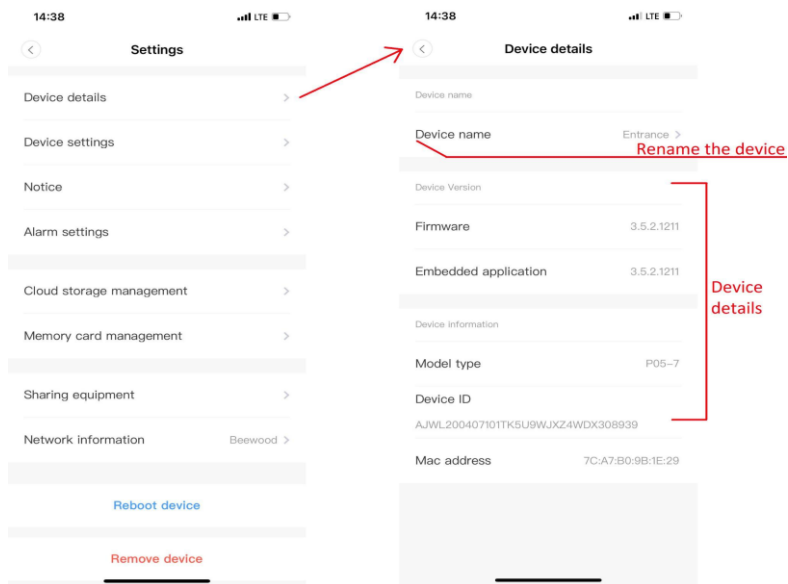 14:38
LTE
Settings
Device details
Device settings
Notice
Alarm settings
Cloud storage management
Memory card management
Sharing equipment
Network information Beewood
Reboot device
Remove device
14:38
LTE
Device details
Device name
Device name Entrance
Rename the device
Device Version
Firmware 3.5.2.1211
Embedded application 3.5.2.1211
Device
details
Device information
Model type P05-7
Device ID
AJWL200407101TK5U9WJXZ4WDX308939
Mac address 7C:A7:B0:9B:1E:29